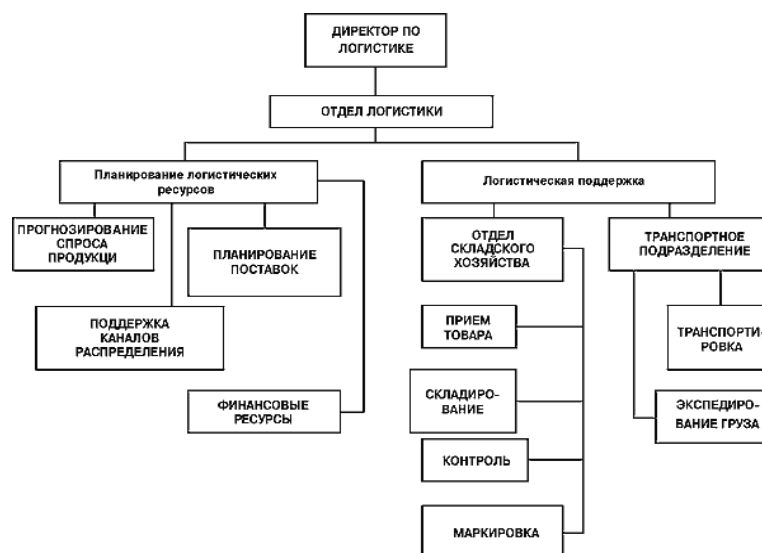 ДИРЕКТОР ПО
ЛОГИСТИКЕ
ОТДЕЛ ЛОГИСТИКИ
Планирование логистических
ресурсов
Логистическая поддержка
ПРОГНОЗИРОВАНИЕ
СПРОСА
ПРОДУКЦИ
ПЛАНИРОВАНИЕ
ПОСТАВОК
ОТДЕЛ
СКЛАДСКОГО
ХОЗЯЙСТВА
ТРАНСПОРТНОЕ
ПОДРАЗДЕЛЕНИЕ
ПОДДЕРЖКА
КАНАЛОВ
РАСПРЕДЕЛЕНИЯ
ПРИЕМ
ТОВАРА
ТРАНСПОРТИ-
РОВКА
ФИНАНСОВЫЕ
РЕСУРСЫ
СКЛАДИРО-
ВАНИЕ
ЭКСПЕДИРО-
ВАНИЕ ГРУЗА
КОНТРОЛЬ
МАРКИРОВКА